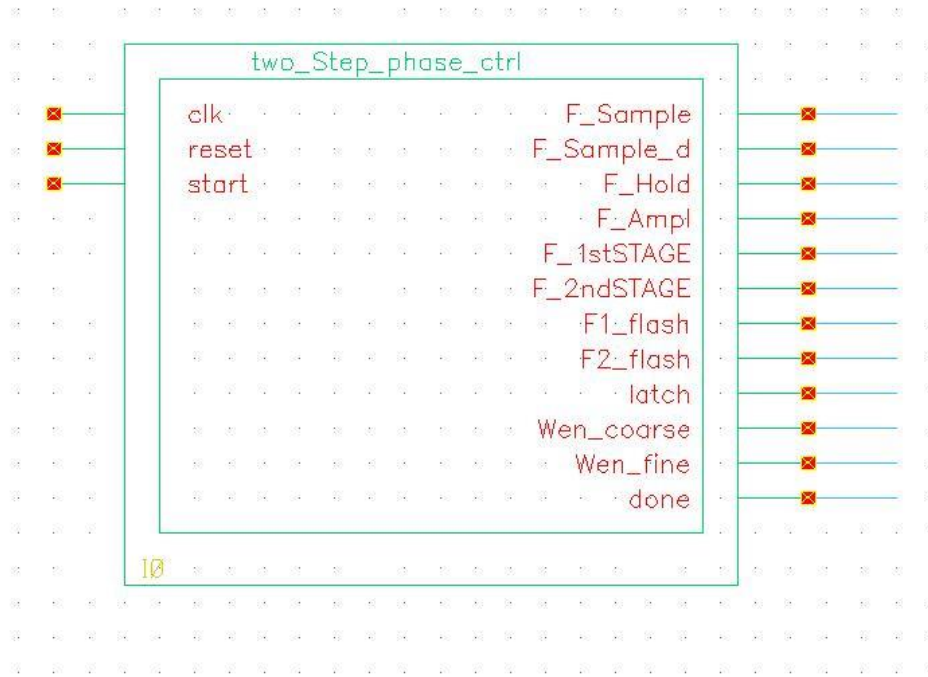 two_Step_phase_ctrl
clk F_Sample
reset F_Sample_d
start F_Hold
F_Ampl
F_1stSTAGE
F_2ndSTAGE
F1_flash
F2_flash
latch
Wen_coarse
Wen_fine
done
I0